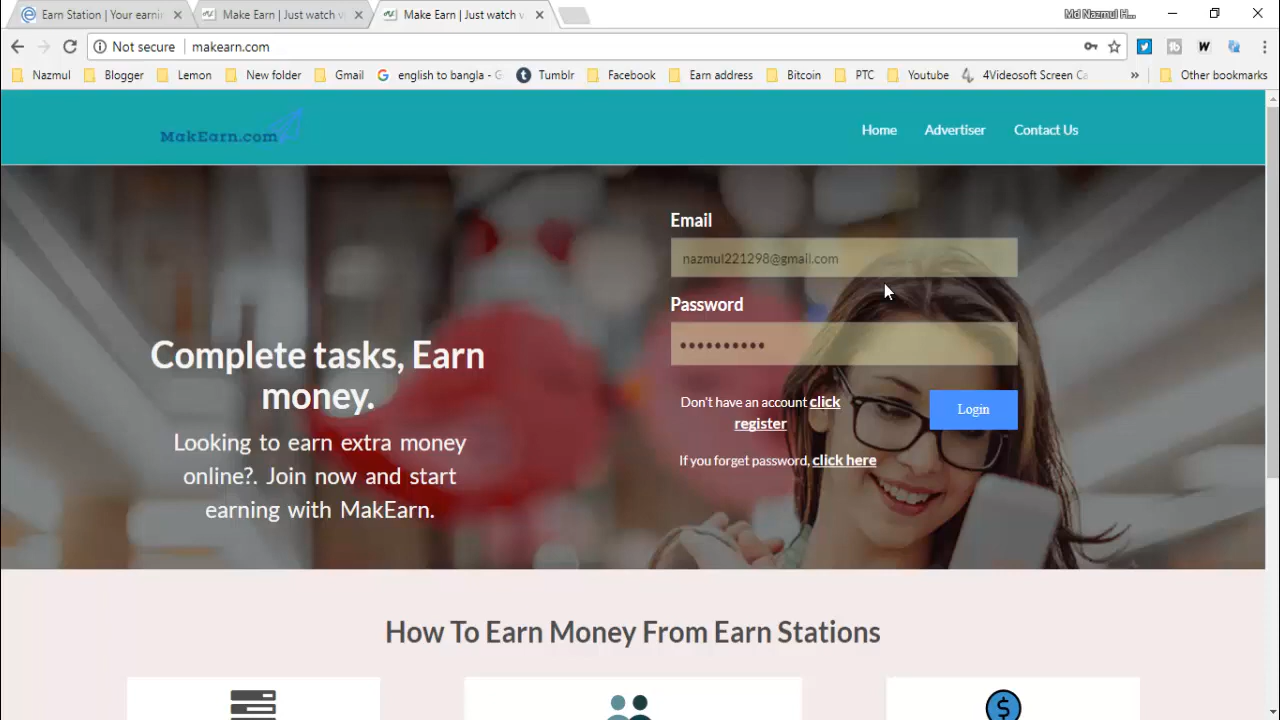 Earn Station | Your earnin
Make Earn | Just watch v
Make Earn | Just watch v
Md Nazmul H...
Not secure | makearn.com
Nazmul
Blogger
Lemon
New folder
Gmail
english to bangla - G
Tumblr
Facebook
Earn address
Bitcoin
PTC
Youtube
4Videosoft Screen Ca
»
Other bookmarks
MakEarn.com
Home
Advertiser
Contact Us
Email
nazmul221298@gmail.com
Password
••••••••••
Don't have an account click
register
Login
If you forget password, click here
Complete tasks, Earn
money.
Looking to earn extra money
online?. Join now and start
earning with MakEarn.
How To Earn Money From Earn Stations